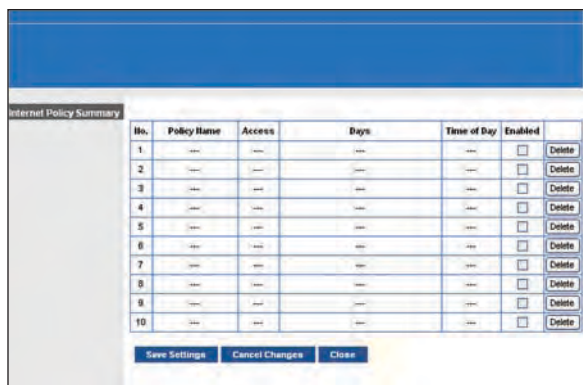 Internet Policy Summary
No. Policy Name Access Days Time of Day Enabled
1 --- --- --- --- Delete
2 --- --- --- --- Delete
3 --- --- --- --- Delete
4 --- --- --- --- Delete
5 --- --- --- --- Delete
6 --- --- --- --- Delete
7 --- --- --- --- Delete
8 --- --- --- --- Delete
9 --- --- --- --- Delete
10 --- --- --- --- Delete
Save Settings Cancel Changes Close